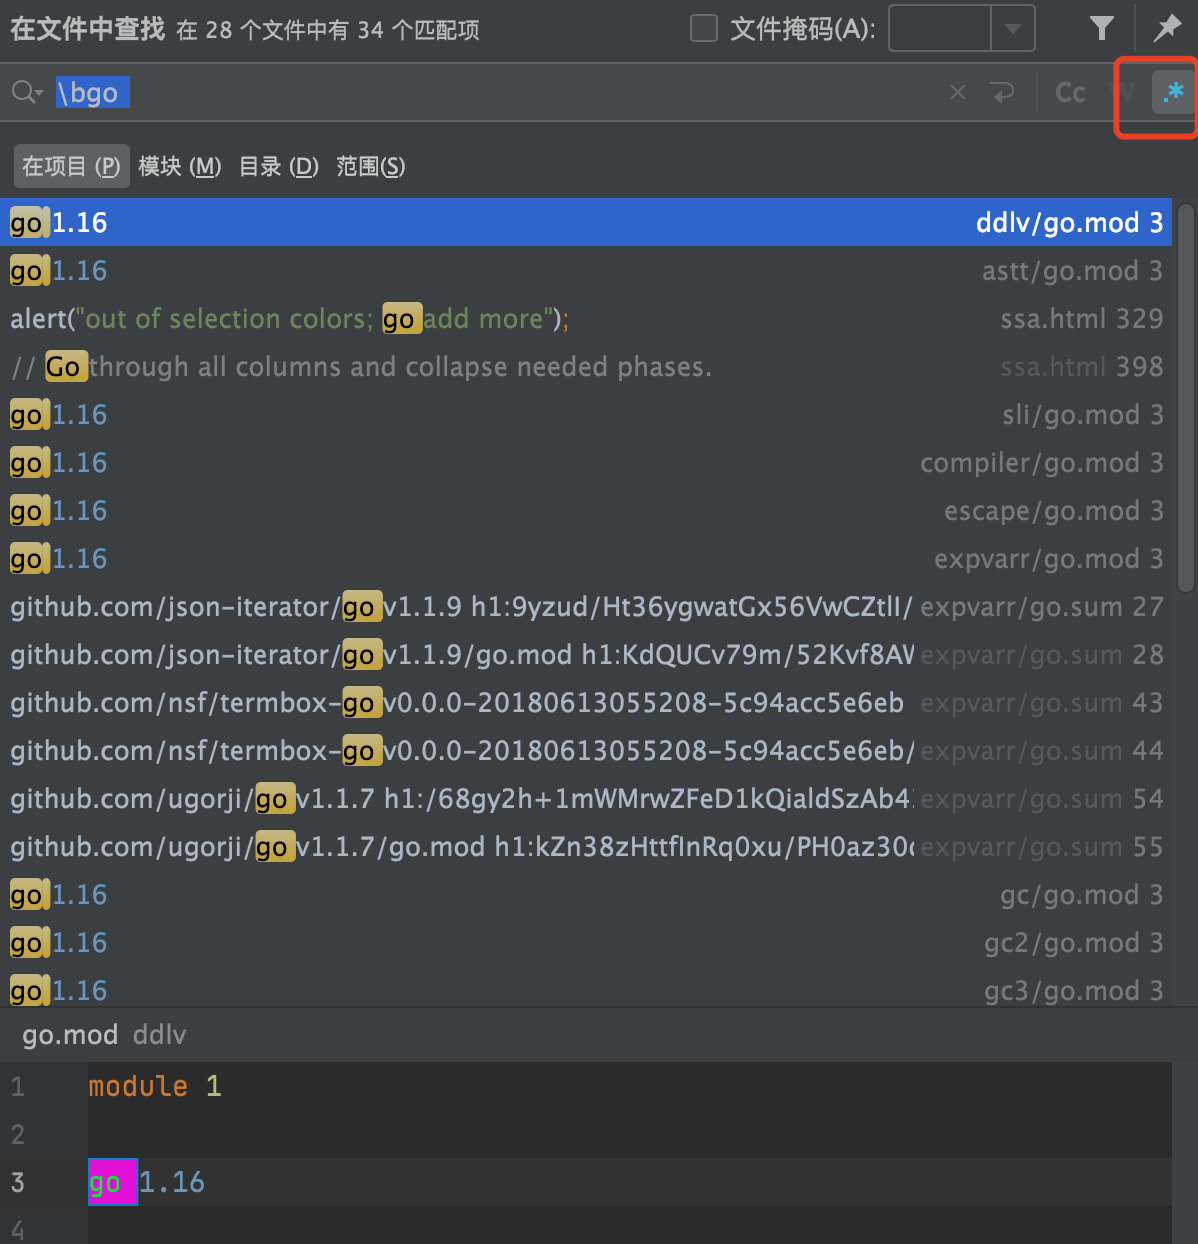 在文件中查找 在 28 个文件中有 34 个匹配项 文件掩码(A):
\bgo Cc W .*
在项目 (P) 模块 (M) 目录 (D) 范围(S)
go 1.16 ddlv/go.mod 3
go 1.16 astt/go.mod 3
alert("out of selection colors; go add more"); ssa.html 329
// Go through all columns and collapse needed phases. ssa.html 398
go 1.16 sli/go.mod 3
go 1.16 compiler/go.mod 3
go 1.16 escape/go.mod 3
go 1.16 expvarr/go.mod 3
github.com/json-iterator/go v1.1.9 h1:9yzud/Ht36ygwatGx56VwCZtlI/ expvarr/go.sum 27
github.com/json-iterator/go v1.1.9/go.mod h1:KdQUCv79m/52Kvf8AW expvarr/go.sum 28
github.com/nsf/termbox-go v0.0.0-20180613055208-5c94acc5e6eb expvarr/go.sum 43
github.com/nsf/termbox-go v0.0.0-20180613055208-5c94acc5e6eb/ expvarr/go.sum 44
github.com/ugorji/go v1.1.7 h1:/68gy2h+1mWMrwZFeD1kQialdSzAb4 expvarr/go.sum 54
github.com/ugorji/go v1.1.7/go.mod h1:kZn38zHttfInRq0xu/PH0az30 expvarr/go.sum 55
go 1.16 gc/go.mod 3
go 1.16 gc2/go.mod 3
go 1.16 gc3/go.mod 3
go.mod ddlv
1 module 1
2
3 go 1.16
4